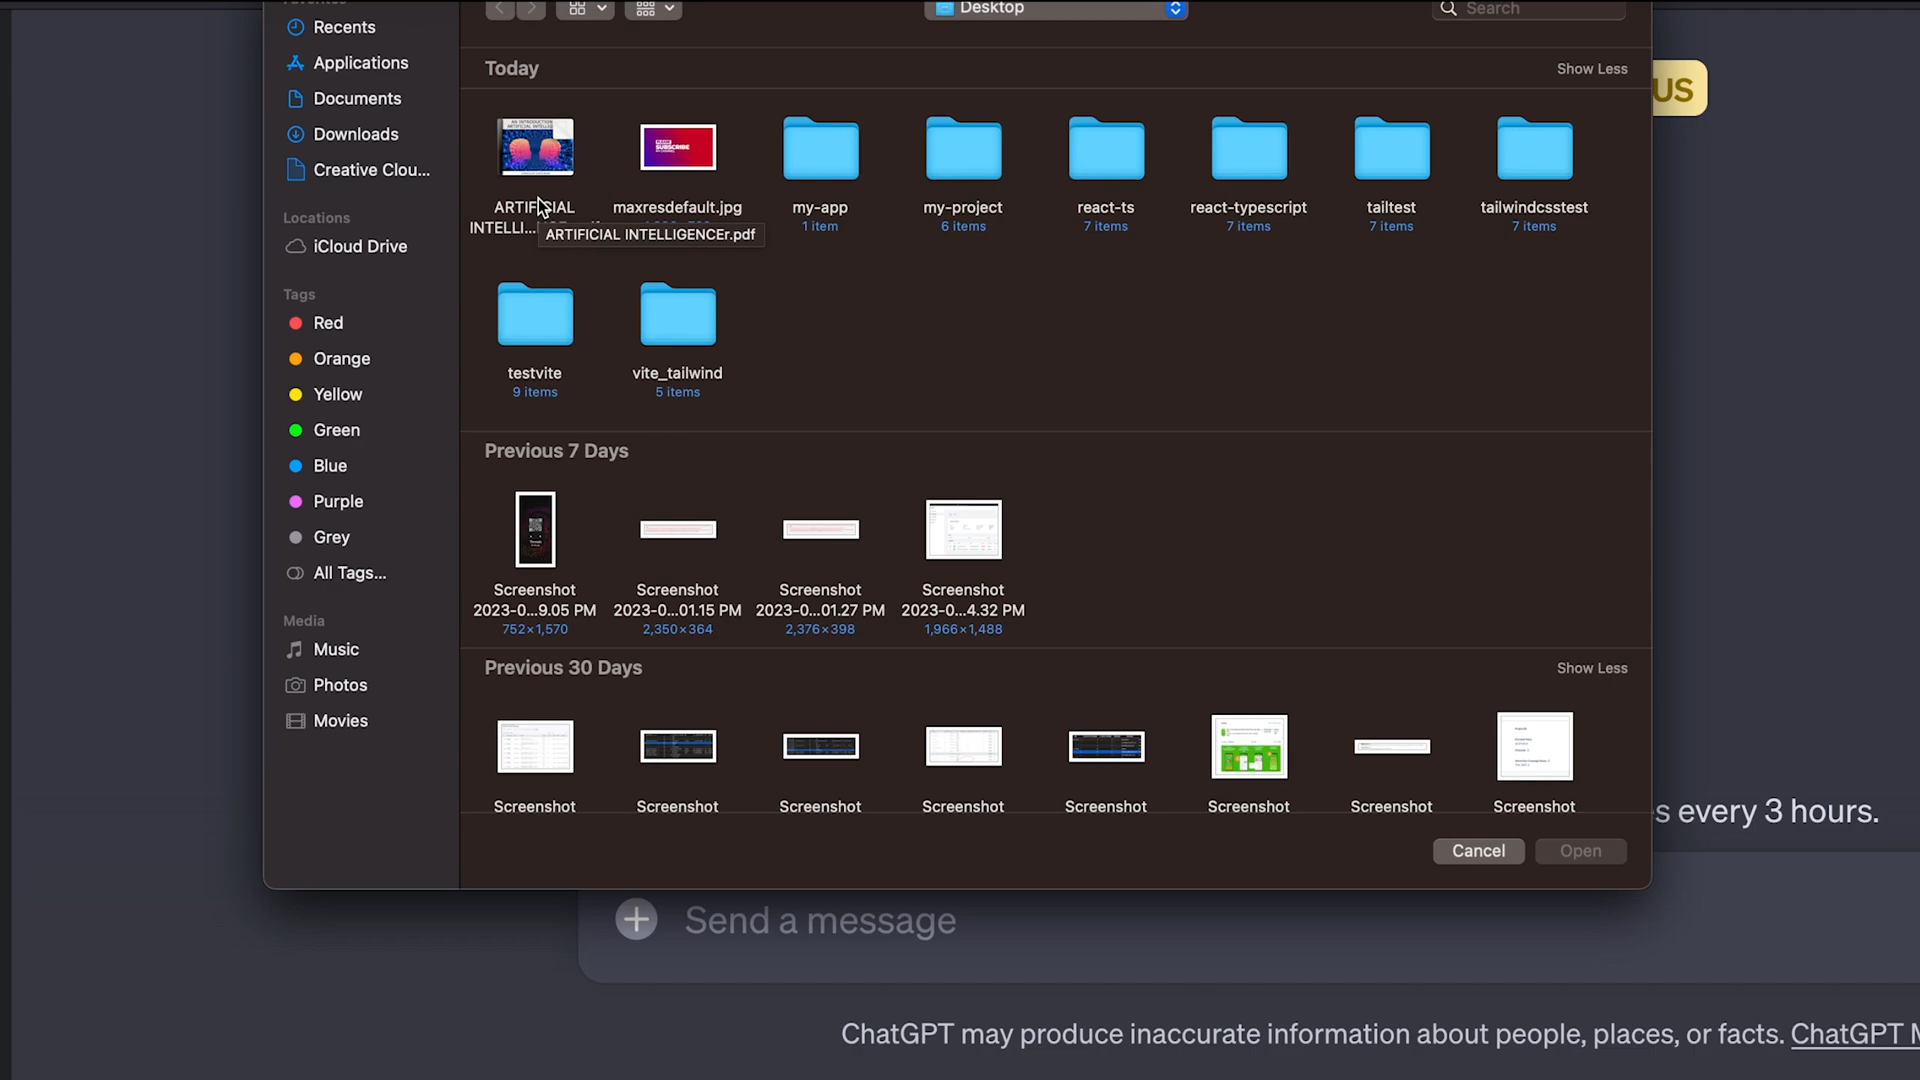 Recents
Applications
Documents
Downloads
Creative Clou...
Locations
iCloud Drive
Tags
Red
Orange
Yellow
Green
Blue
Purple
Grey
All Tags...
Media
Music
Photos
Movies
Desktop
Search
Today
Show Less
ARTIFICIAL
INTELLI...
ARTIFICIAL INTELLIGENCEr.pdf
SUBSCRIBE
maxresdefault.jpg
my-app
1 item
my-project
6 items
react-ts
7 items
react-typescript
7 items
tailtest
7 items
tailwindcsstest
7 items
testvite
9 items
vite_tailwind
5 items
Previous 7 Days
Screenshot
2023-0...9.05 PM
752×1,570
Screenshot
2023-0...01.15 PM
2,350×364
Screenshot
2023-0...01.27 PM
2,376×398
Screenshot
2023-0...4.32 PM
1,966×1,488
Previous 30 Days
Show Less
Screenshot
Screenshot
Screenshot
Screenshot
Screenshot
Screenshot
Screenshot
Screenshot
Cancel
Open
US
s every 3 hours.
Send a message
ChatGPT may produce inaccurate information about people, places, or facts. ChatGPT